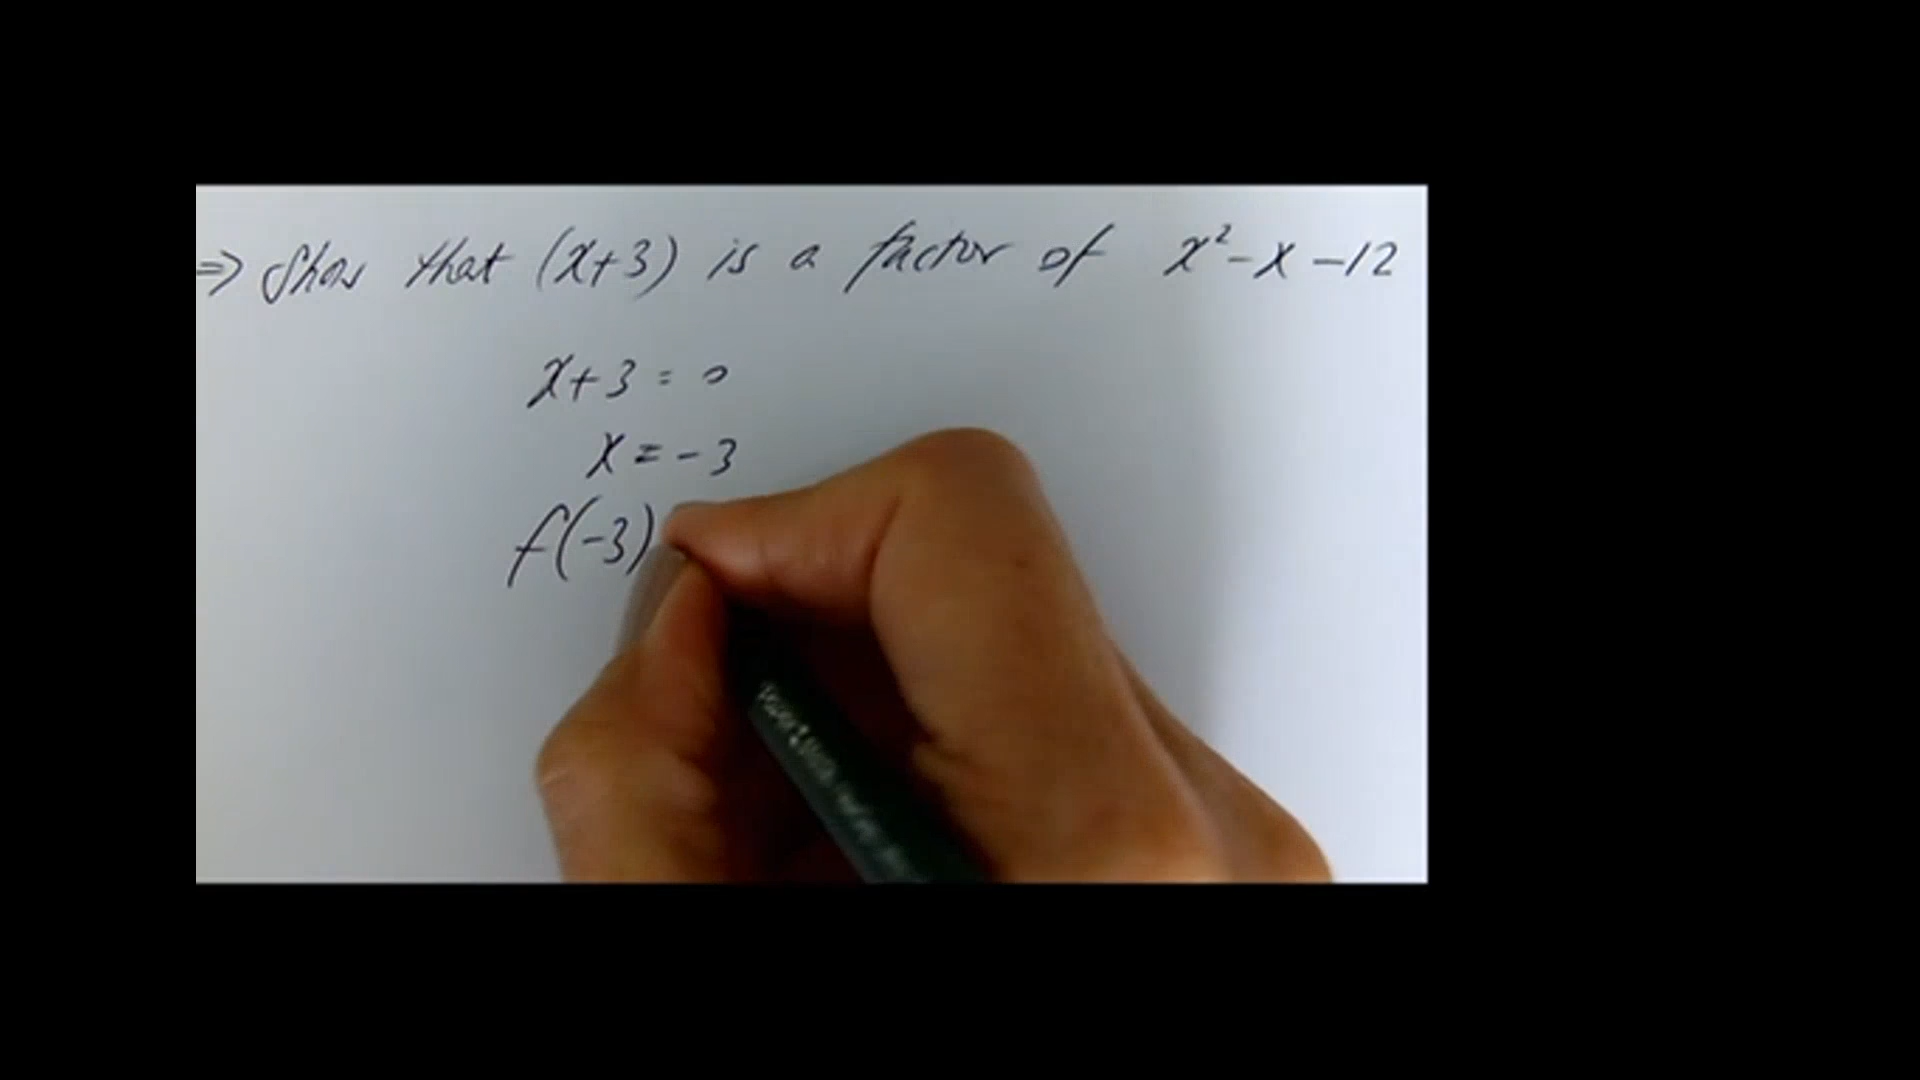 ⇒ Show that (x+3) is a factor of x²-x-12
x+3 = 0
x = -3
f(-3)